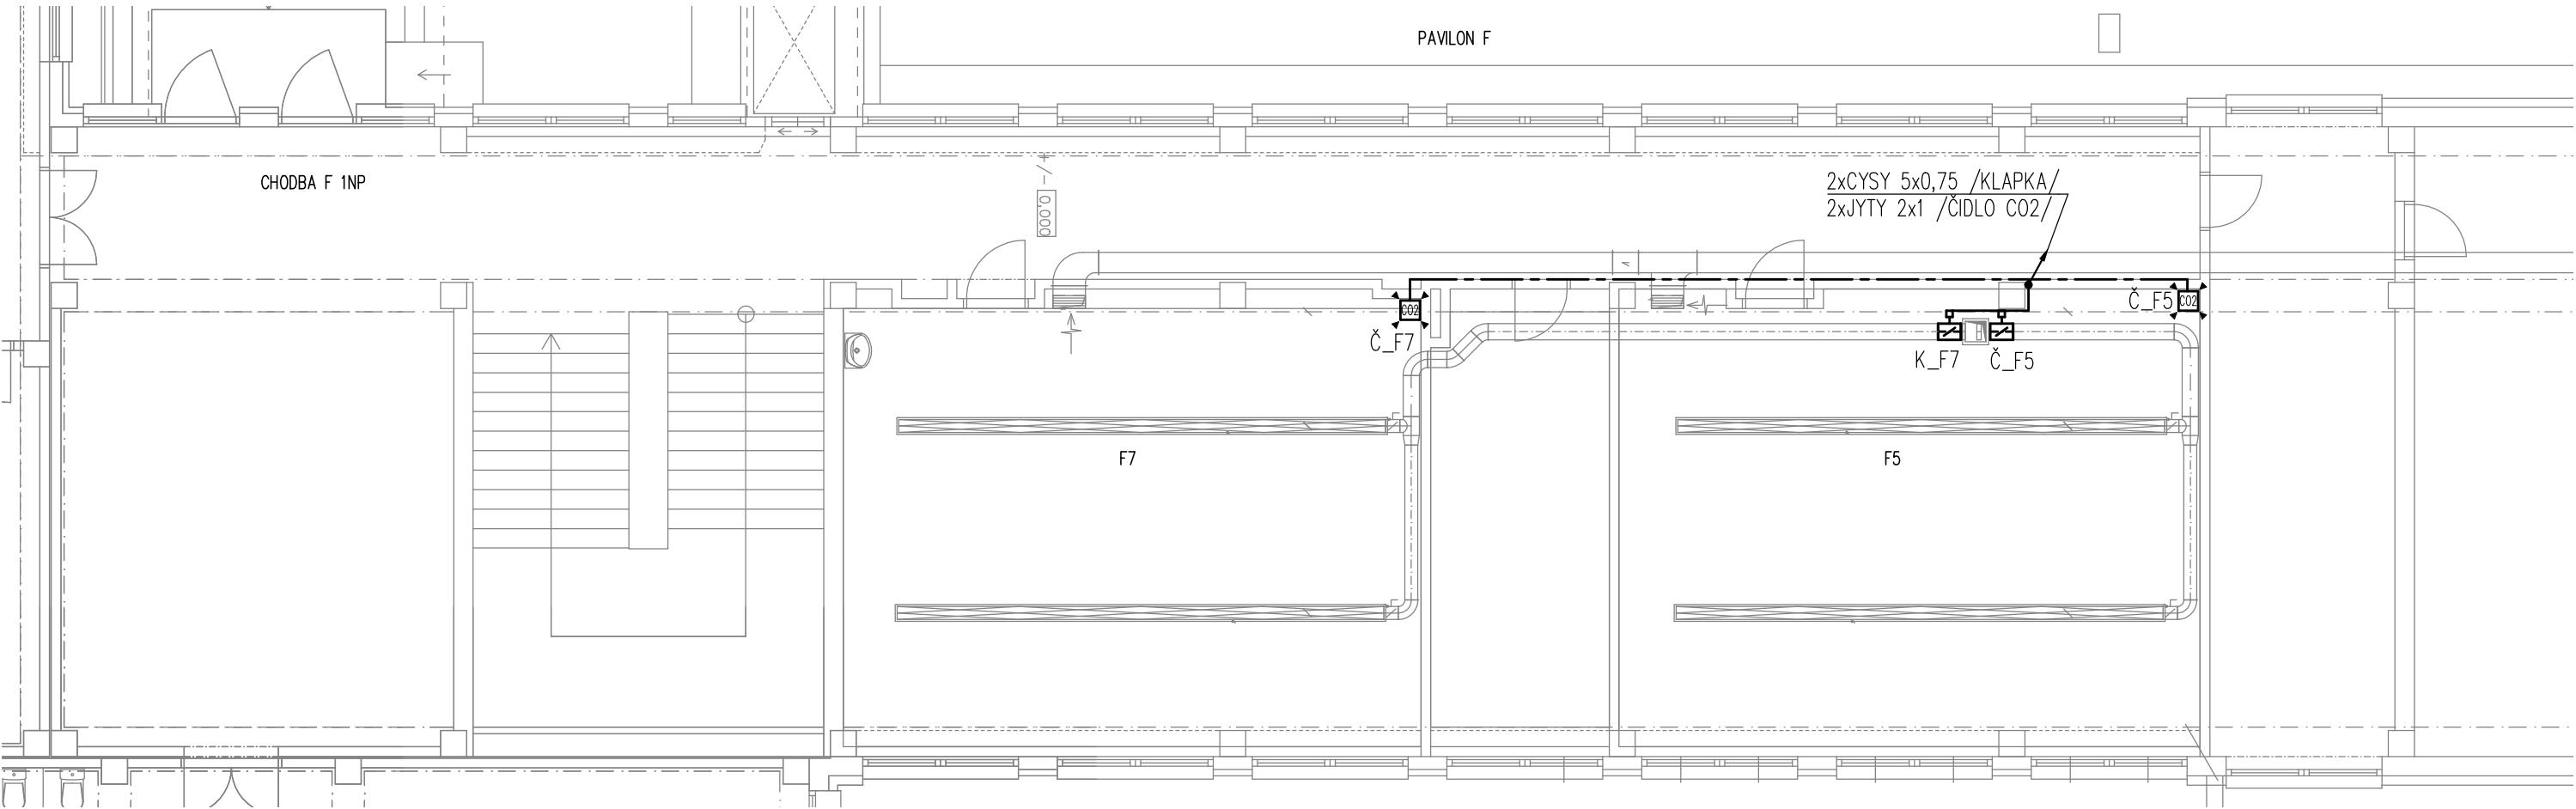 PAVILON F
CHODBA F 1NP
2xCYSY 5x0,75 /KLAPKA/
2xJYTY 2x1 /ČIDLO CO2/
0,000
CO2
Č_F7
Č_F5
CO2
K_F7
Č_F5
F7
F5